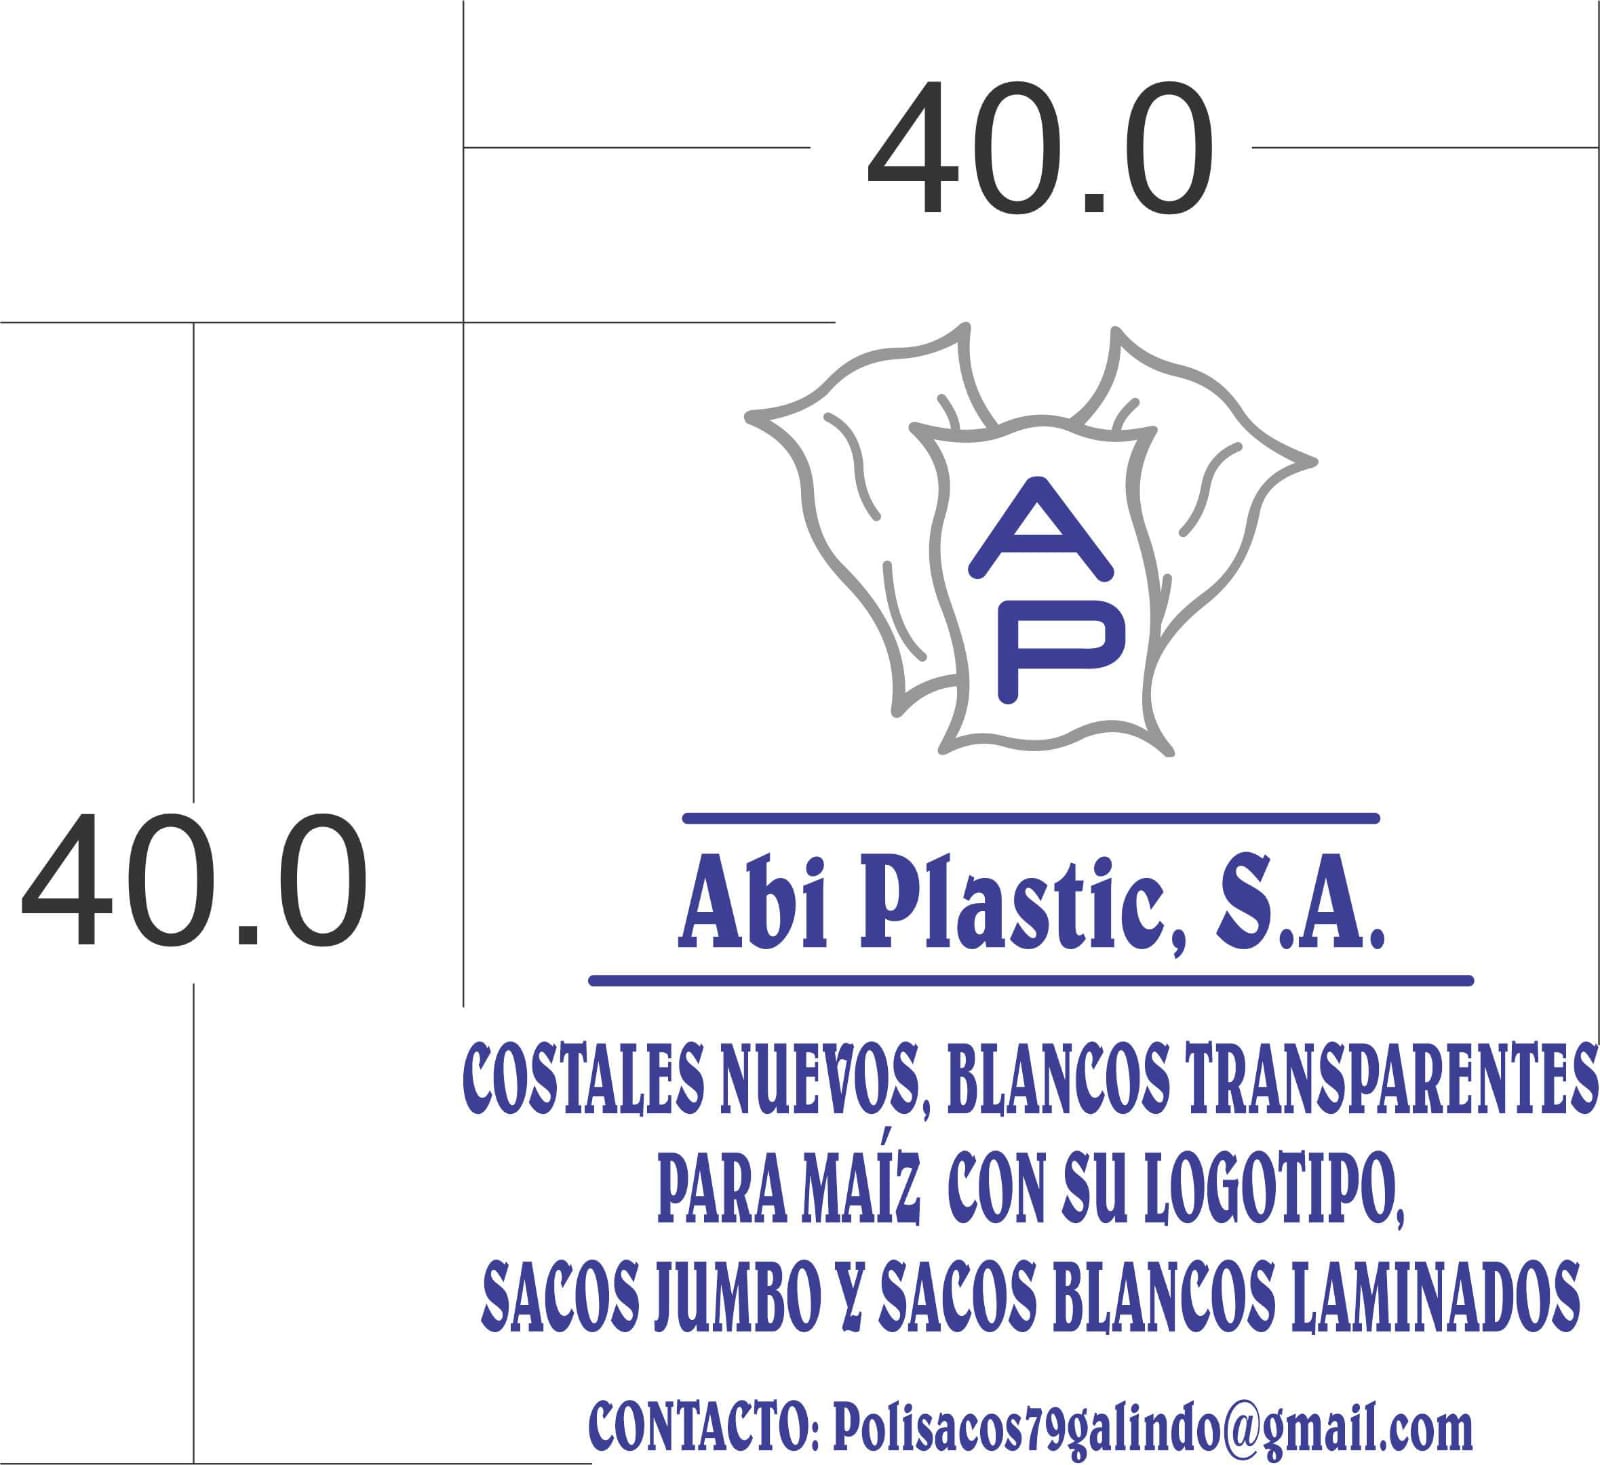 40.0
A
P
40.0
Abi Plastic, S.A.
COSTALES NUEVOS, BLANCOS TRANSPARENTES
PARA MAÍZ CON SU LOGOTIPO,
SACOS JUMBO Y SACOS BLANCOS LAMINADOS
CONTACTO: Polisacos79galindo@gmail.com